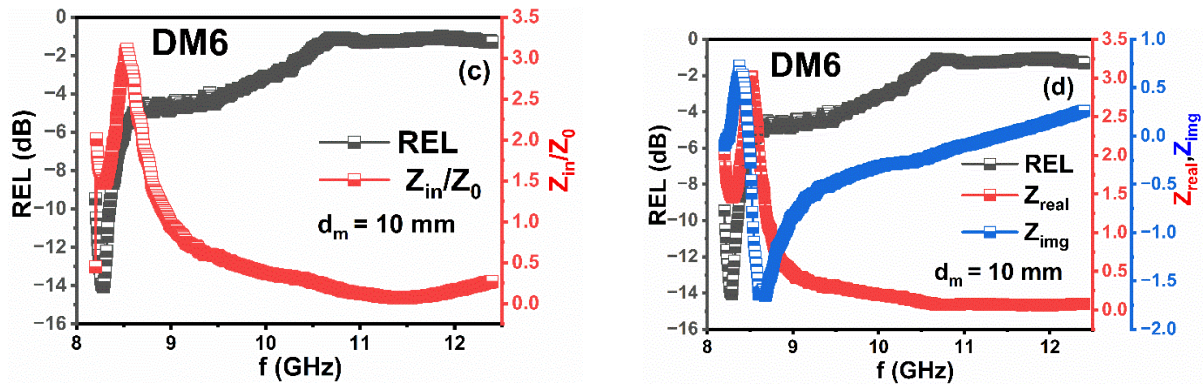 DM6
(c)
REL (dB)
0
−2
−4
−6
−8
−10
−12
−14
−16
REL
Zin/Z0
dm = 10 mm
8 9 10 11 12
f (GHz)
3.5
3.0
2.5
2.0
1.5
1.0
0.5
0.0
Zin/Z0
DM6
(d)
REL (dB)
0
−2
−4
−6
−8
−10
−12
−14
−16
REL
Zreal
Zimg
dm = 10 mm
8 9 10 11 12
f (GHz)
3.5
3.0
2.5
2.0
1.5
1.0
0.5
0.0
Zreal,Zimg
1.0
0.5
0.0
−0.5
−1.0
−1.5
−2.0